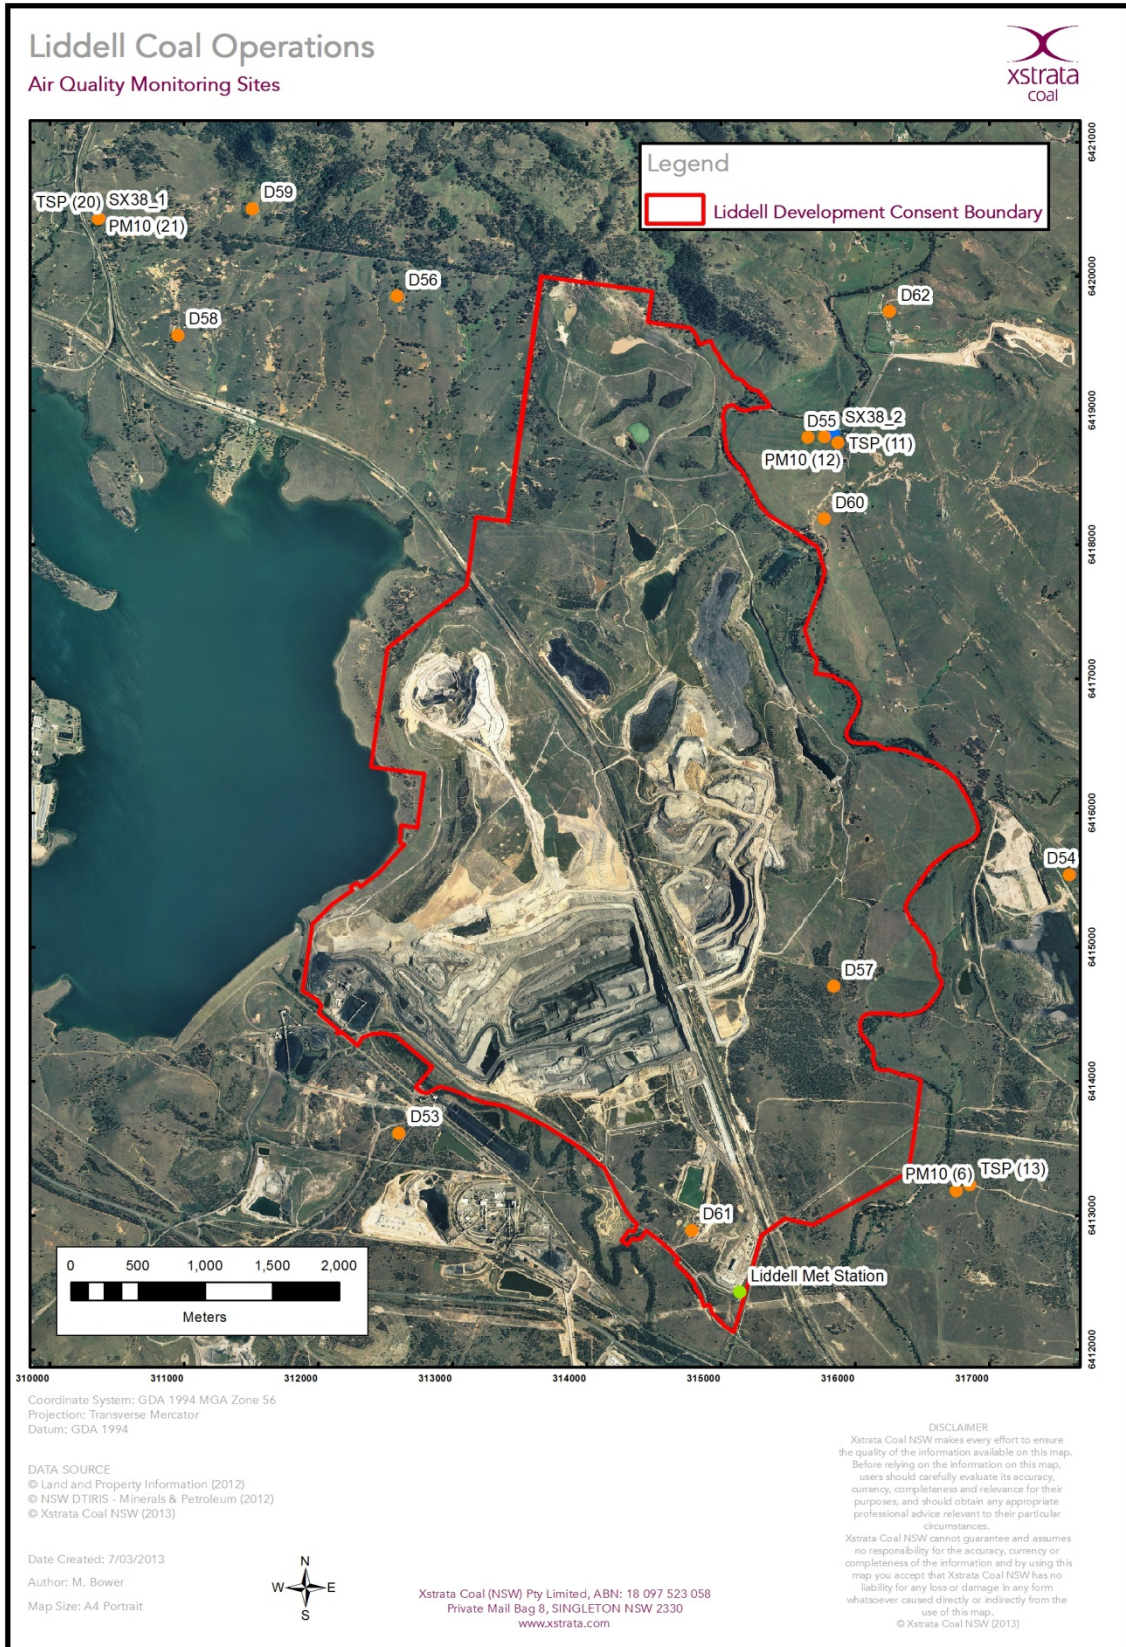 Liddell Coal Operations
Air Quality Monitoring Sites
xstrata
coal
Legend
Liddell Development Consent Boundary
TSP (20)
SX38_1
PM10 (21)
D59
D56
D58
D62
D55
SX38_2
TSP (11)
PM10 (12)
D60
D54
D57
D53
PM10 (6)
TSP (13)
D61
Liddell Met Station
6421000
6420000
6419000
6418000
6417000
6416000
6415000
6414000
6413000
6412000
0 500 1,000 1,500 2,000
Meters
310000 311000 312000 313000 314000 315000 316000 317000
Coordinate System: GDA 1994 MGA Zone 56
Projection: Transverse Mercator
Datum: GDA 1994
DATA SOURCE
© Land and Property Information (2012)
© NSW DTIRIS - Minerals & Petroleum (2012)
© Xstrata Coal NSW (2013)
Date Created: 7/03/2013
Author: M. Bower
Map Size: A4 Portrait
N
W E
S
Xstrata Coal (NSW) Pty Limited, ABN: 18 097 523 058
Private Mail Bag 8, SINGLETON NSW 2330
www.xstrata.com
DISCLAIMER
Xstrata Coal NSW makes every effort to ensure
the quality of the information available on this map.
Before relying on the information on this map,
users should carefully evaluate its accuracy,
currency, completeness and relevance for their
purposes, and should obtain any appropriate
professional advice relevant to their particular
circumstances.
Xstrata Coal NSW cannot guarantee and assumes
no responsibility for the accuracy, currency or
completeness of the information and by using this
map you accept that Xstrata Coal NSW has no
liability for any loss or damage in any form
whatsoever caused directly or indirectly from the
use of this map.
© Xstrata Coal NSW (2013)